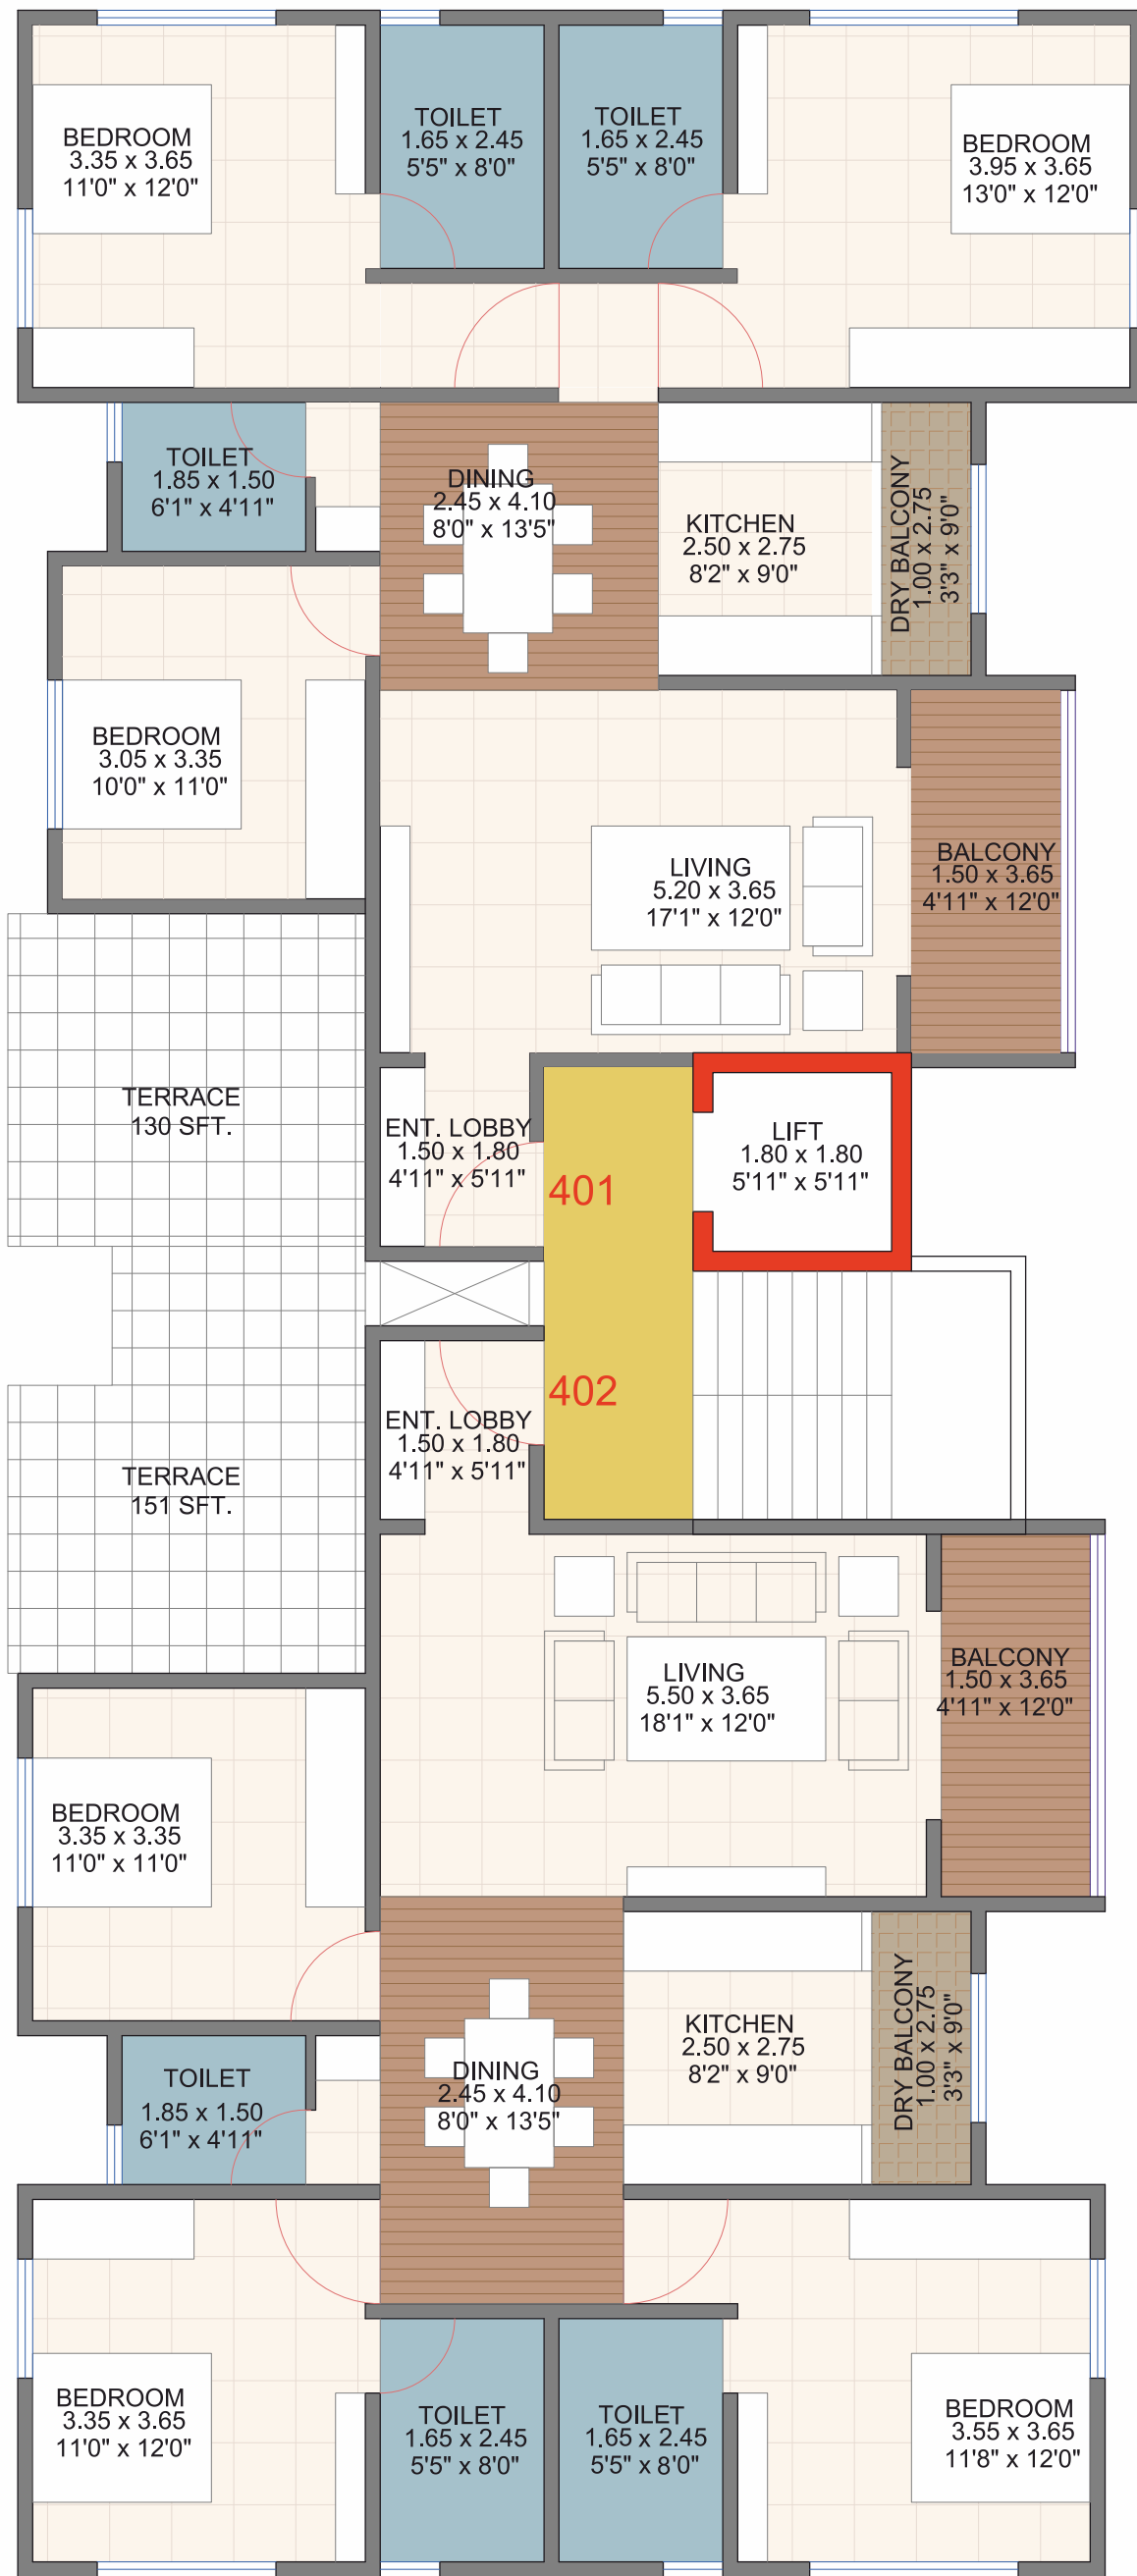 BEDROOM
3.35 x 3.65
11'0" x 12'0"
TOILET
1.65 x 2.45
5'5" x 8'0"
TOILET
1.65 x 2.45
5'5" x 8'0"
BEDROOM
3.95 x 3.65
13'0" x 12'0"
TOILET
1.85 x 1.50
6'1" x 4'11"
DINING
2.45 x 4.10
8'0" x 13'5"
KITCHEN
2.50 x 2.75
8'2" x 9'0"
DRY BALCONY
1.00 x 2.75
3'3" x 9'0"
BEDROOM
3.05 x 3.35
10'0" x 11'0"
LIVING
5.20 x 3.65
17'1" x 12'0"
BALCONY
1.50 x 3.65
4'11" x 12'0"
TERRACE
130 SFT.
ENT. LOBBY
1.50 x 1.80
4'11" x 5'11"
401
LIFT
1.80 x 1.80
5'11" x 5'11"
402
ENT. LOBBY
1.50 x 1.80
4'11" x 5'11"
TERRACE
151 SFT.
LIVING
5.50 x 3.65
18'1" x 12'0"
BALCONY
1.50 x 3.65
4'11" x 12'0"
BEDROOM
3.35 x 3.35
11'0" x 11'0"
KITCHEN
2.50 x 2.75
8'2" x 9'0"
DRY BALCONY
1.00 x 2.75
3'3" x 9'0"
TOILET
1.85 x 1.50
6'1" x 4'11"
DINING
2.45 x 4.10
8'0" x 13'5"
BEDROOM
3.35 x 3.65
11'0" x 12'0"
TOILET
1.65 x 2.45
5'5" x 8'0"
TOILET
1.65 x 2.45
5'5" x 8'0"
BEDROOM
3.55 x 3.65
11'8" x 12'0"